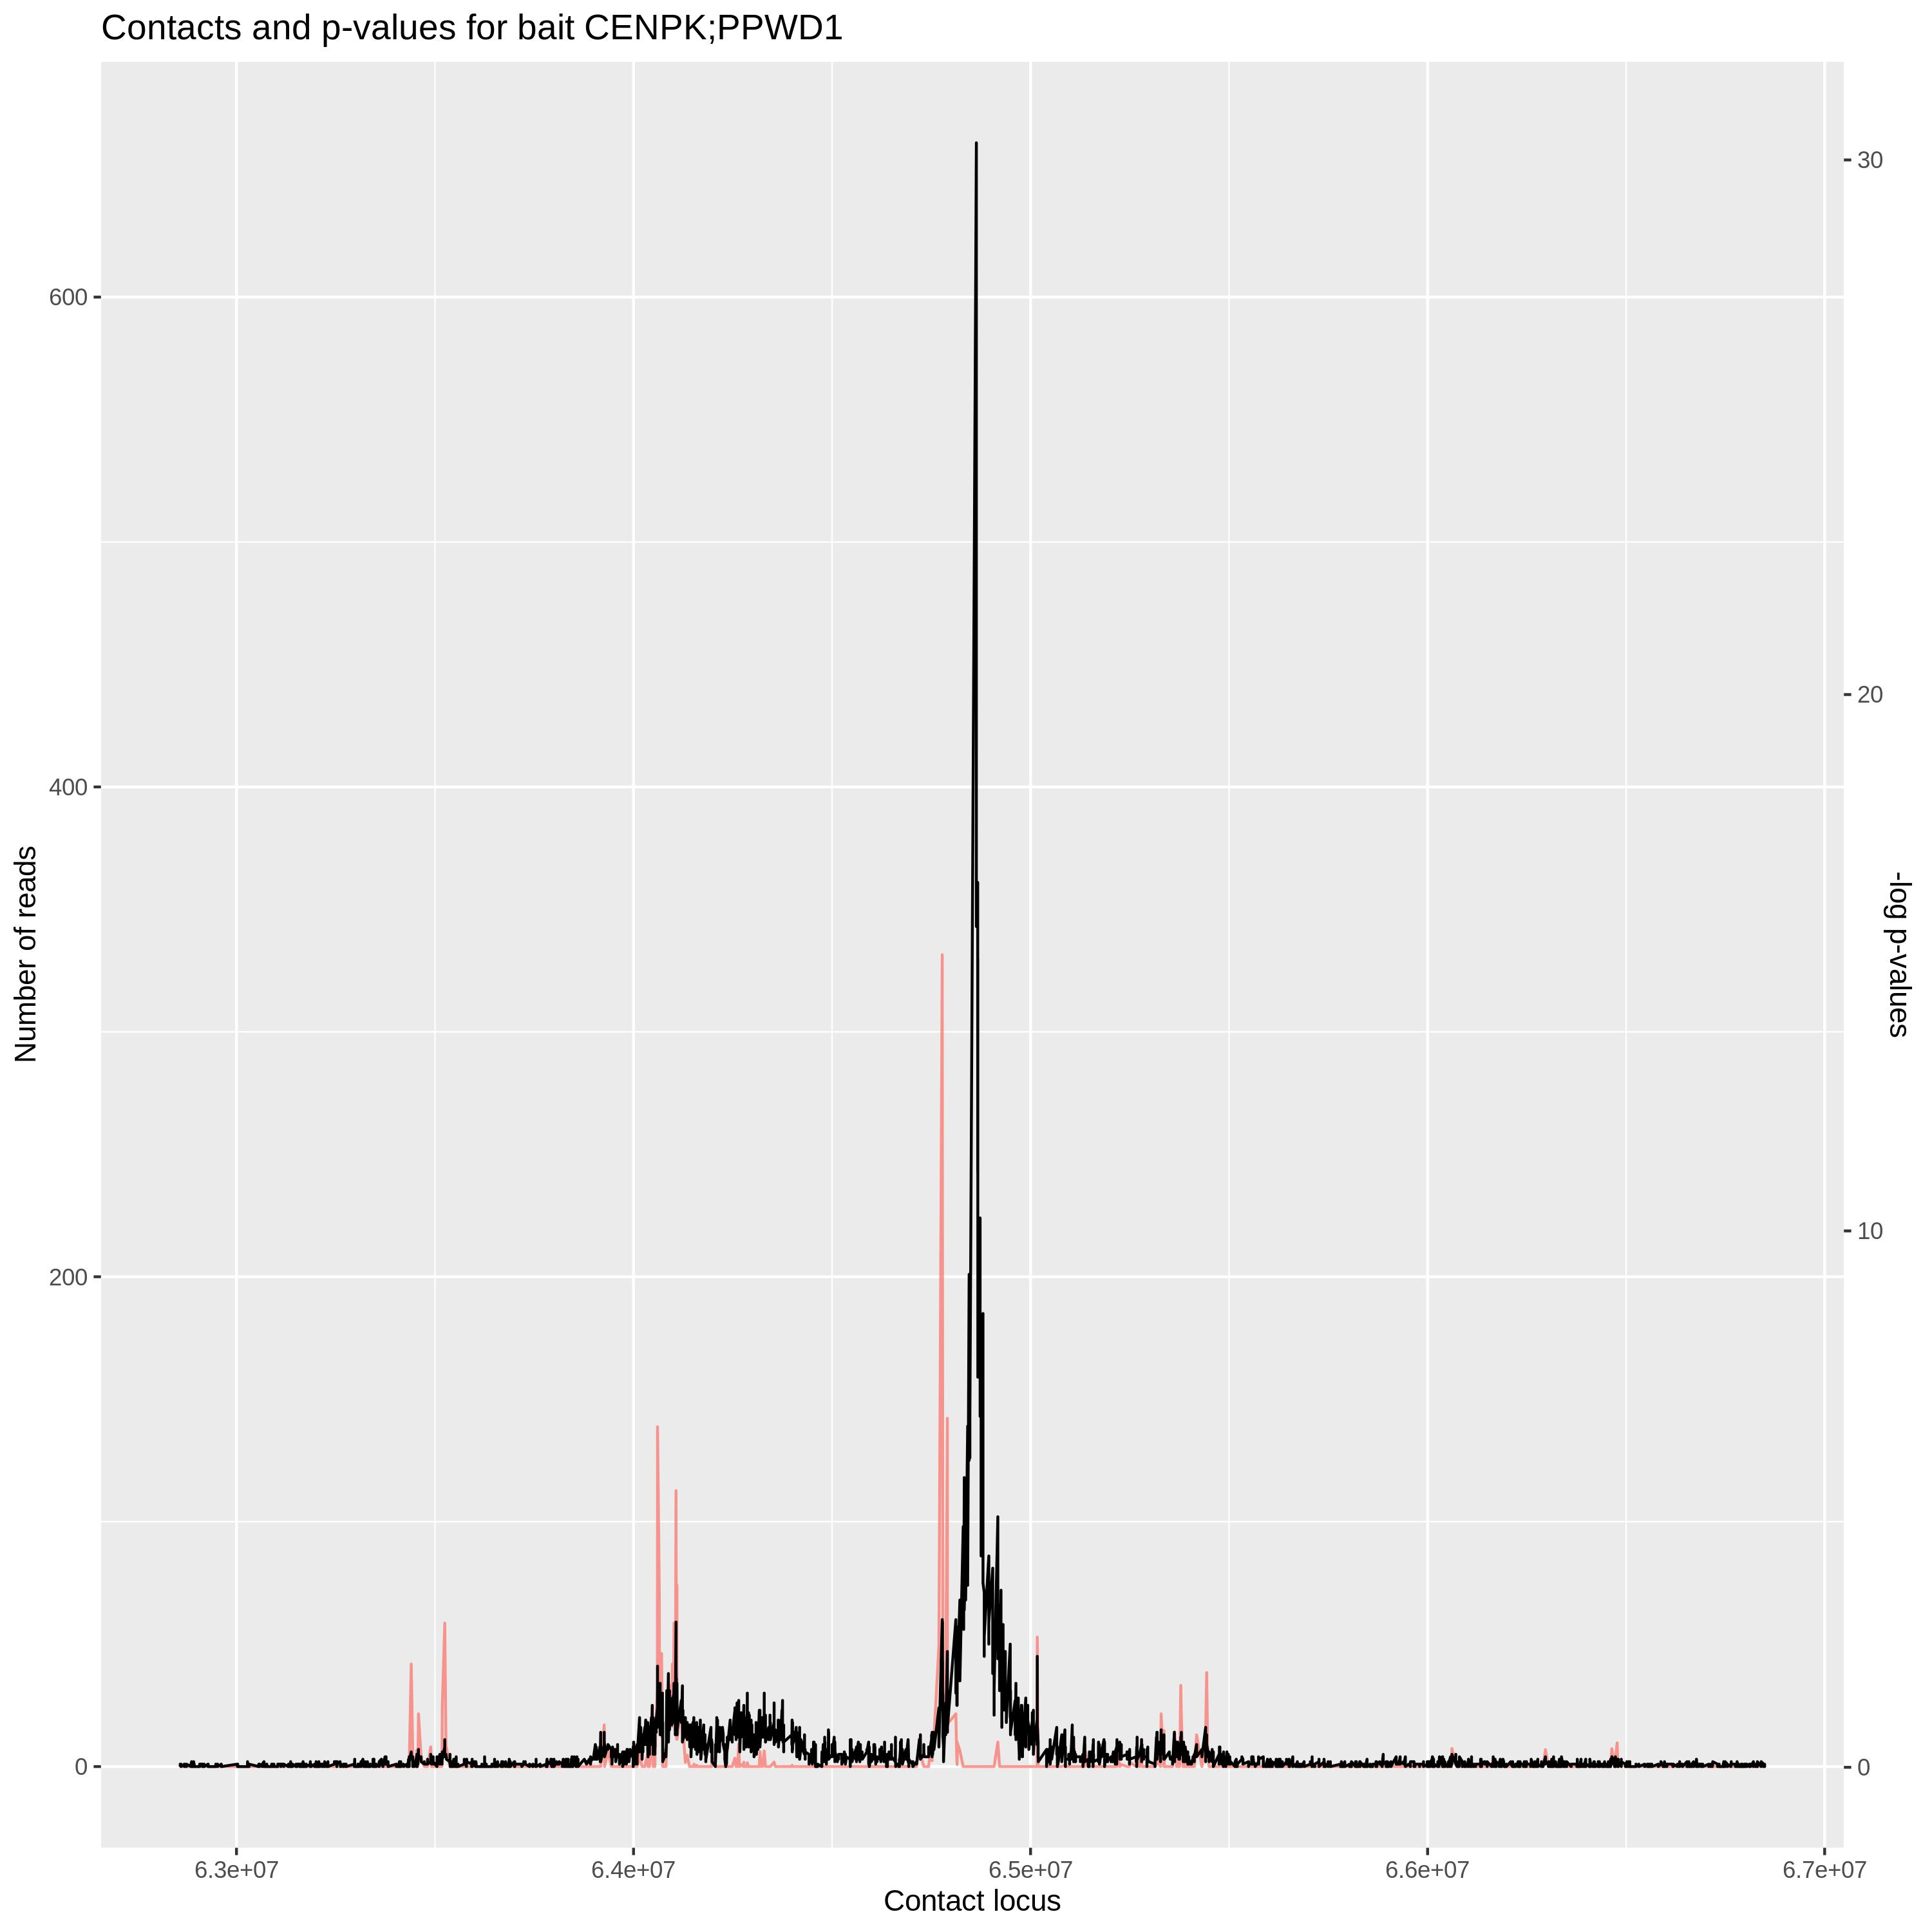 Contacts and p-values for bait CENPK;PPWD1
Number of reads
600
400
200
0
30
20
10
0
-log p-values
6.3e+07
6.4e+07
6.5e+07
6.6e+07
6.7e+07
Contact locus